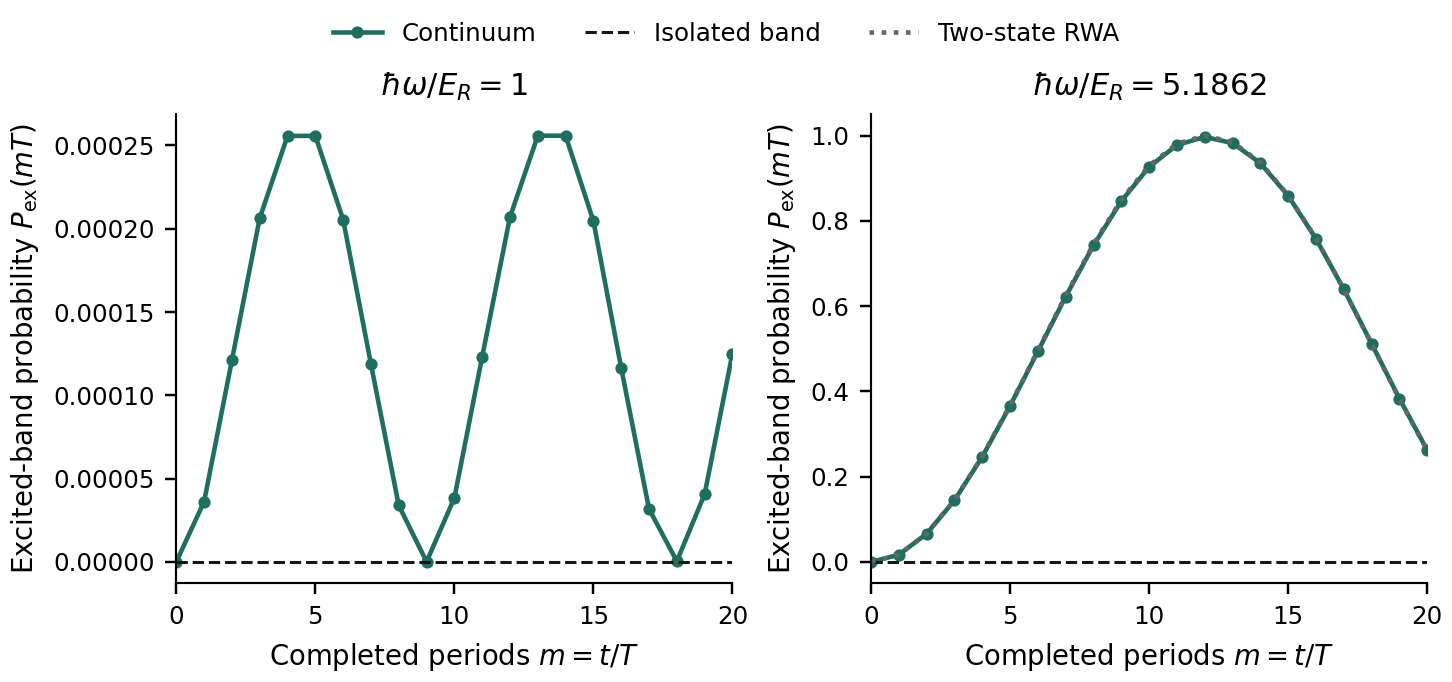 Continuum Isolated band Two-state RWA
ħω/E_R = 1
Excited-band probability P_ex(mT)
0.00025
0.00020
0.00015
0.00010
0.00005
0.00000
0 5 10 15 20
Completed periods m = t/T
ħω/E_R = 5.1862
Excited-band probability P_ex(mT)
1.0
0.8
0.6
0.4
0.2
0.0
0 5 10 15 20
Completed periods m = t/T